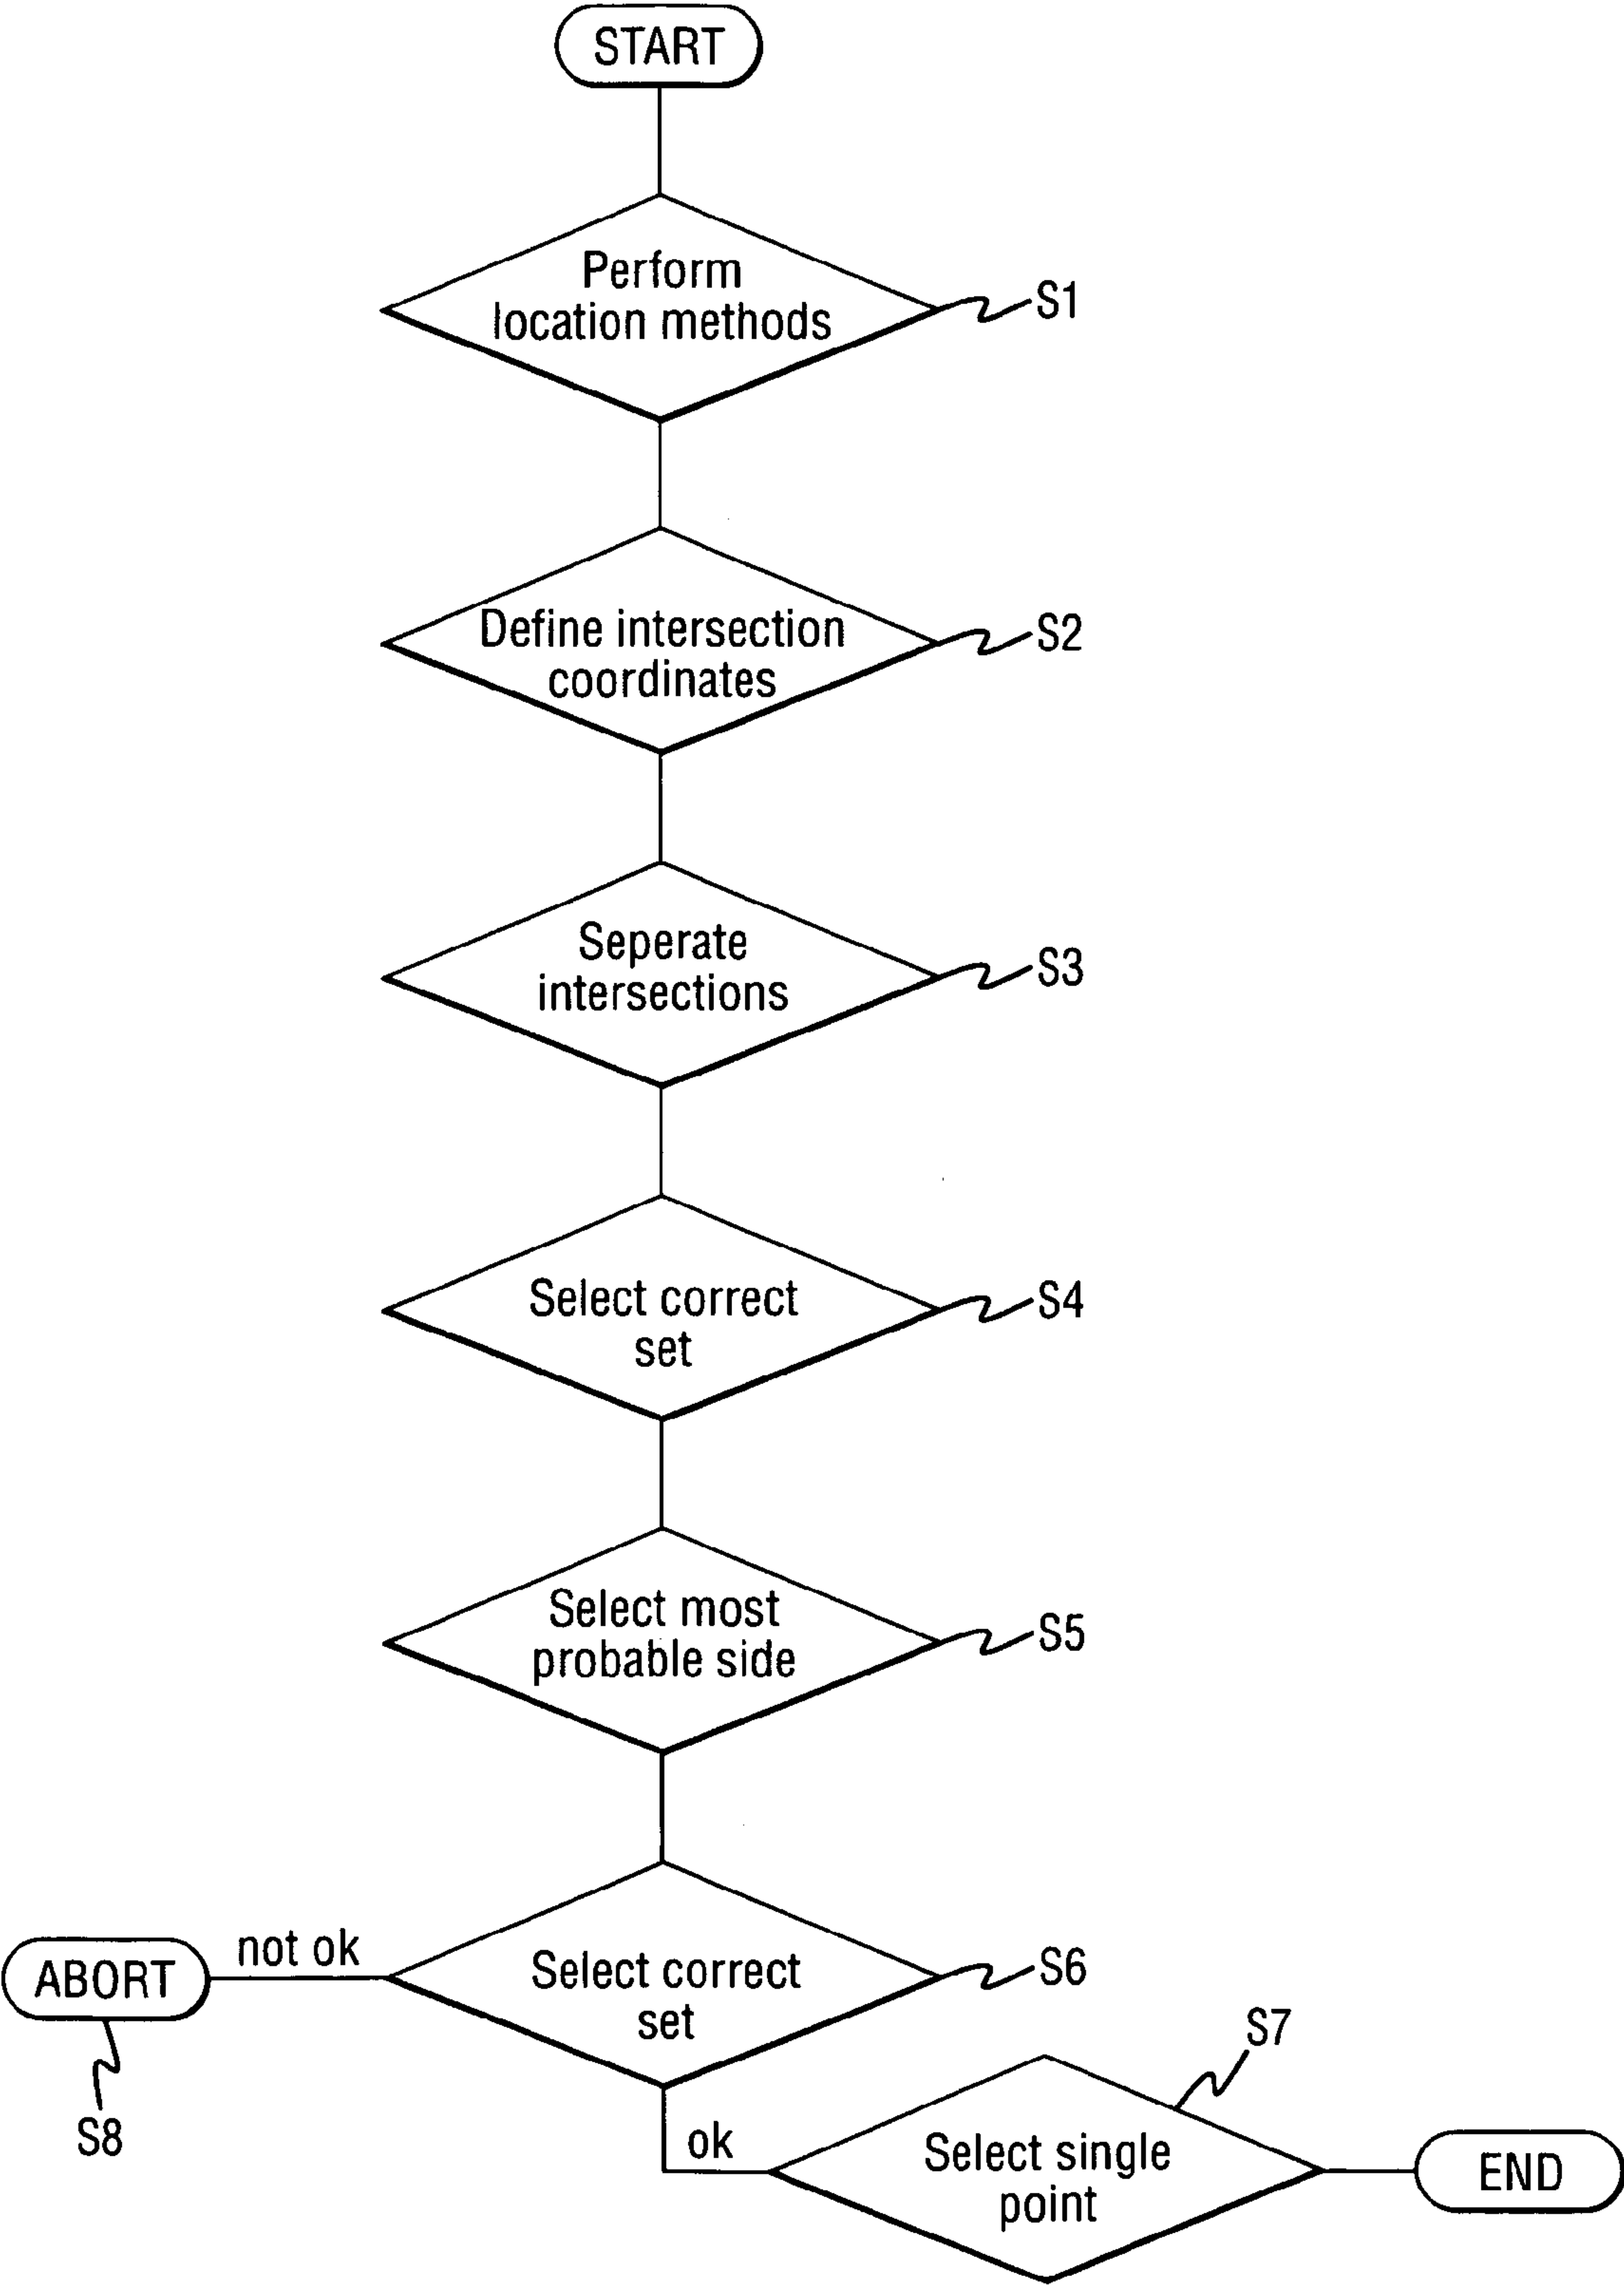 START
Perform
location methods
S1
Define intersection
coordinates
S2
Seperate
intersections
S3
Select correct
set
S4
Select most
probable side
S5
not ok
ABORT
Select correct
set
S6
S7
S8
ok
Select single
point
END